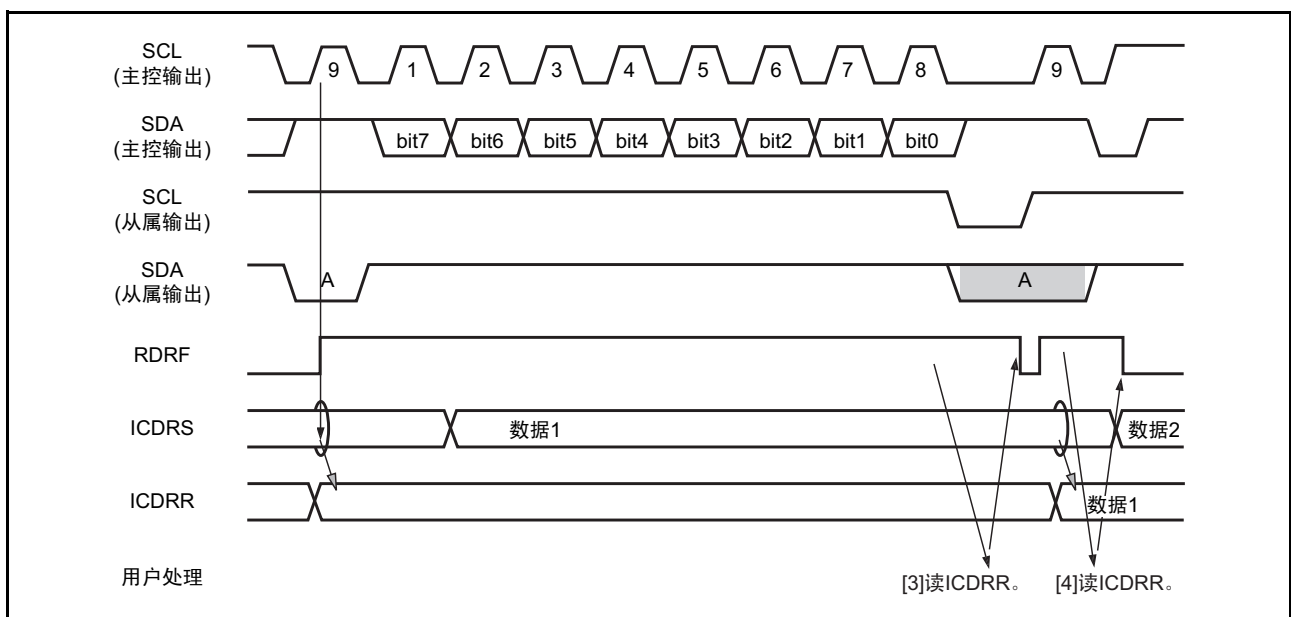 SCL
(主控输出)
9 1 2 3 4 5 6 7 8 9
SDA
(主控输出)
bit7 bit6 bit5 bit4 bit3 bit2 bit1 bit0
SCL
(从属输出)
SDA
(从属输出)
A A
RDRF
ICDRS
数据1 数据2
ICDRR
数据1
用户处理
[3]读ICDRR。 [4]读ICDRR。